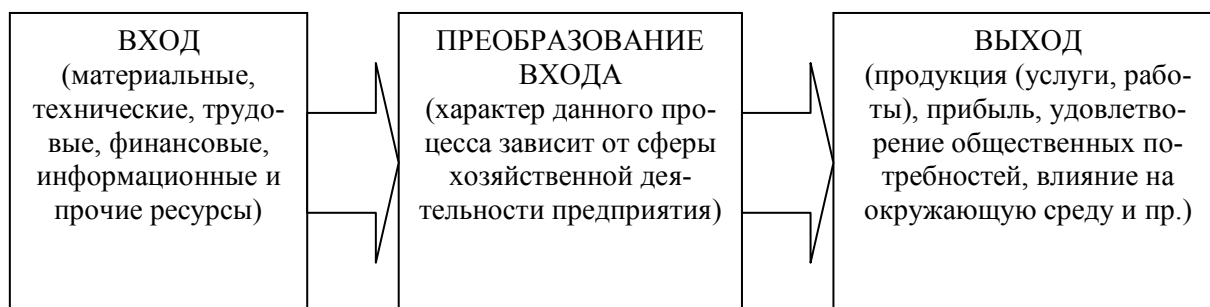 ВХОД
(материальные,
технические, трудо-
вые, финансовые,
информационные и
прочие ресурсы)
ПРЕОБРАЗОВАНИЕ
ВХОДА
(характер данного про-
цесса зависит от сферы
хозяйственной дея-
тельности предприятия)
ВЫХОД
(продукция (услуги, рабо-
ты), прибыль, удовлетво-
рение общественных по-
требностей, влияние на
окружающую среду и пр.)